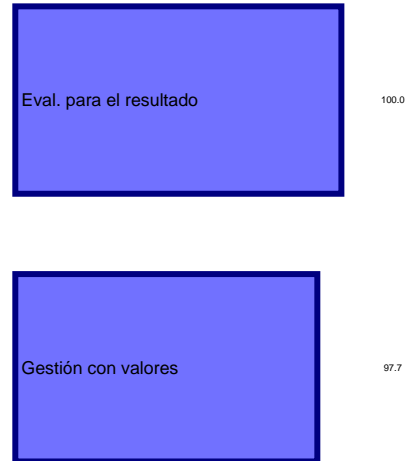 Eval. para el resultado 100.0
Gestión con valores 97.7